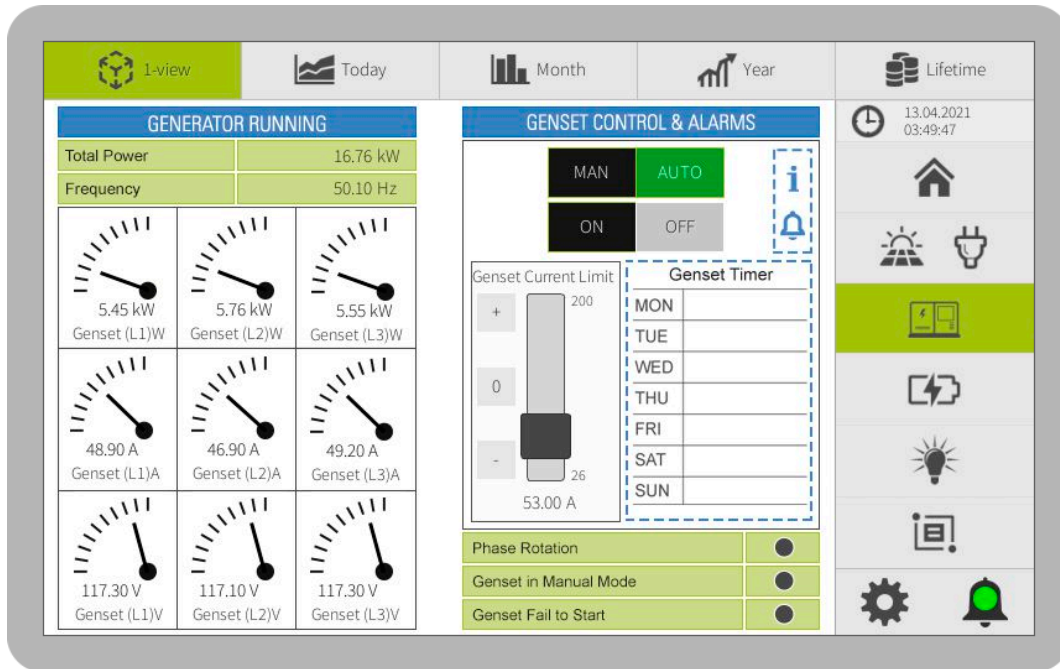 1-view
Today
Month
Year
Lifetime
13.04.2021
03:49:47
GENERATOR RUNNING
Total Power 16.76 kW
Frequency 50.10 Hz
5.45 kW 5.76 kW 5.55 kW
Genset (L1)W Genset (L2)W Genset (L3)W
48.90 A 46.90 A 49.20 A
Genset (L1)A Genset (L2)A Genset (L3)A
117.30 V 117.10 V 117.30 V
Genset (L1)V Genset (L2)V Genset (L3)V
GENSET CONTROL & ALARMS
MAN AUTO
i
ON OFF
Genset Current Limit
+ 200
0
- 26
53.00 A
Genset Timer
MON
TUE
WED
THU
FRI
SAT
SUN
Phase Rotation
Genset in Manual Mode
Genset Fail to Start